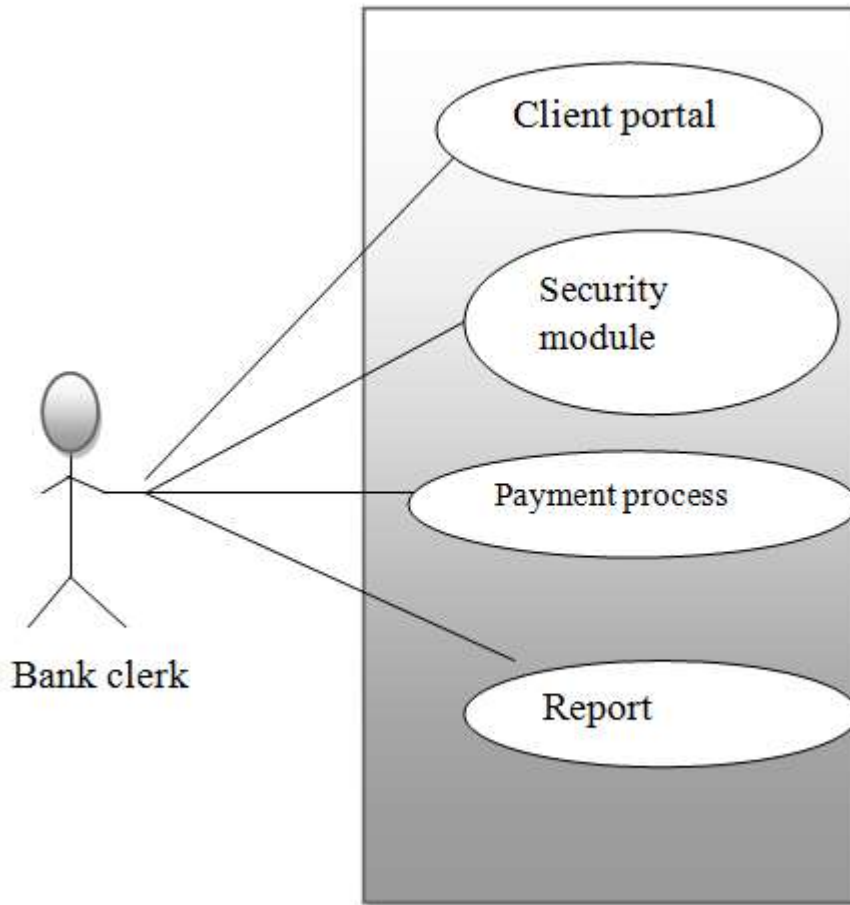 Client portal
Security
module
Payment process
Bank clerk
Report